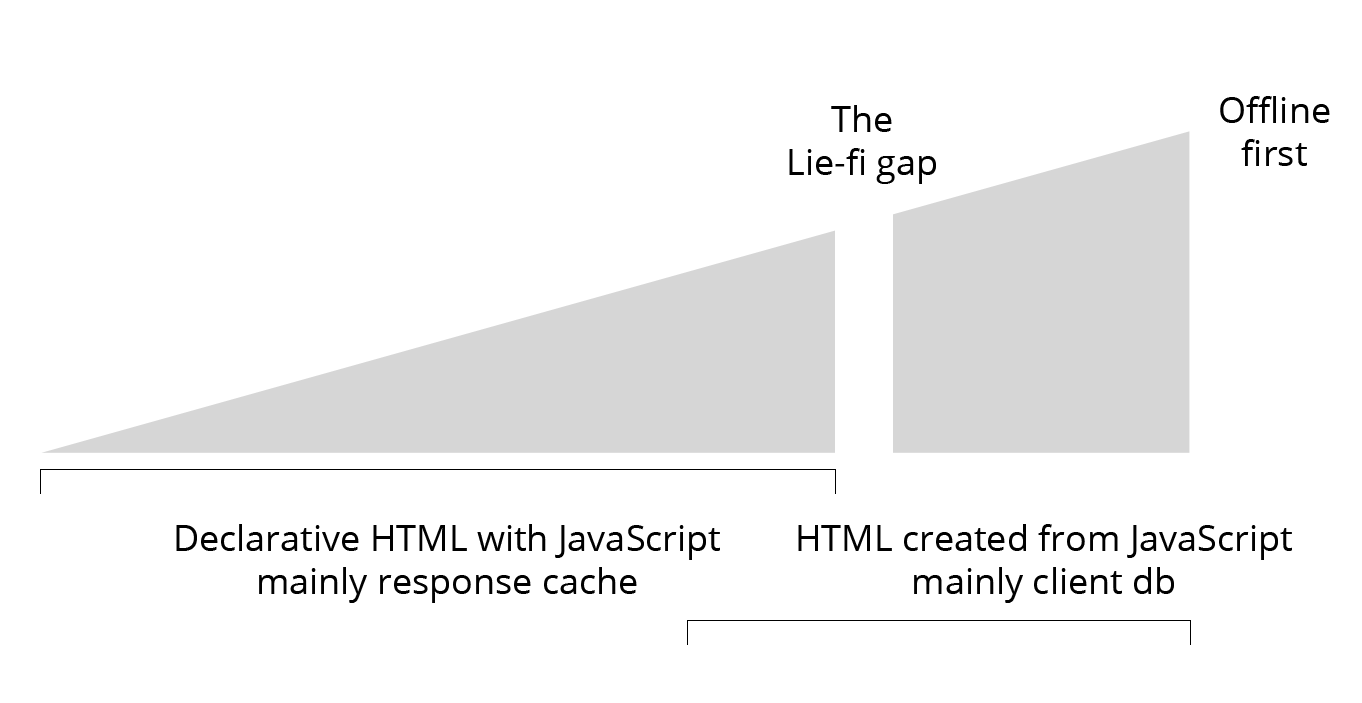 The
Lie-fi gap
Offline
first
Declarative HTML with JavaScript
mainly response cache
HTML created from JavaScript
mainly client db